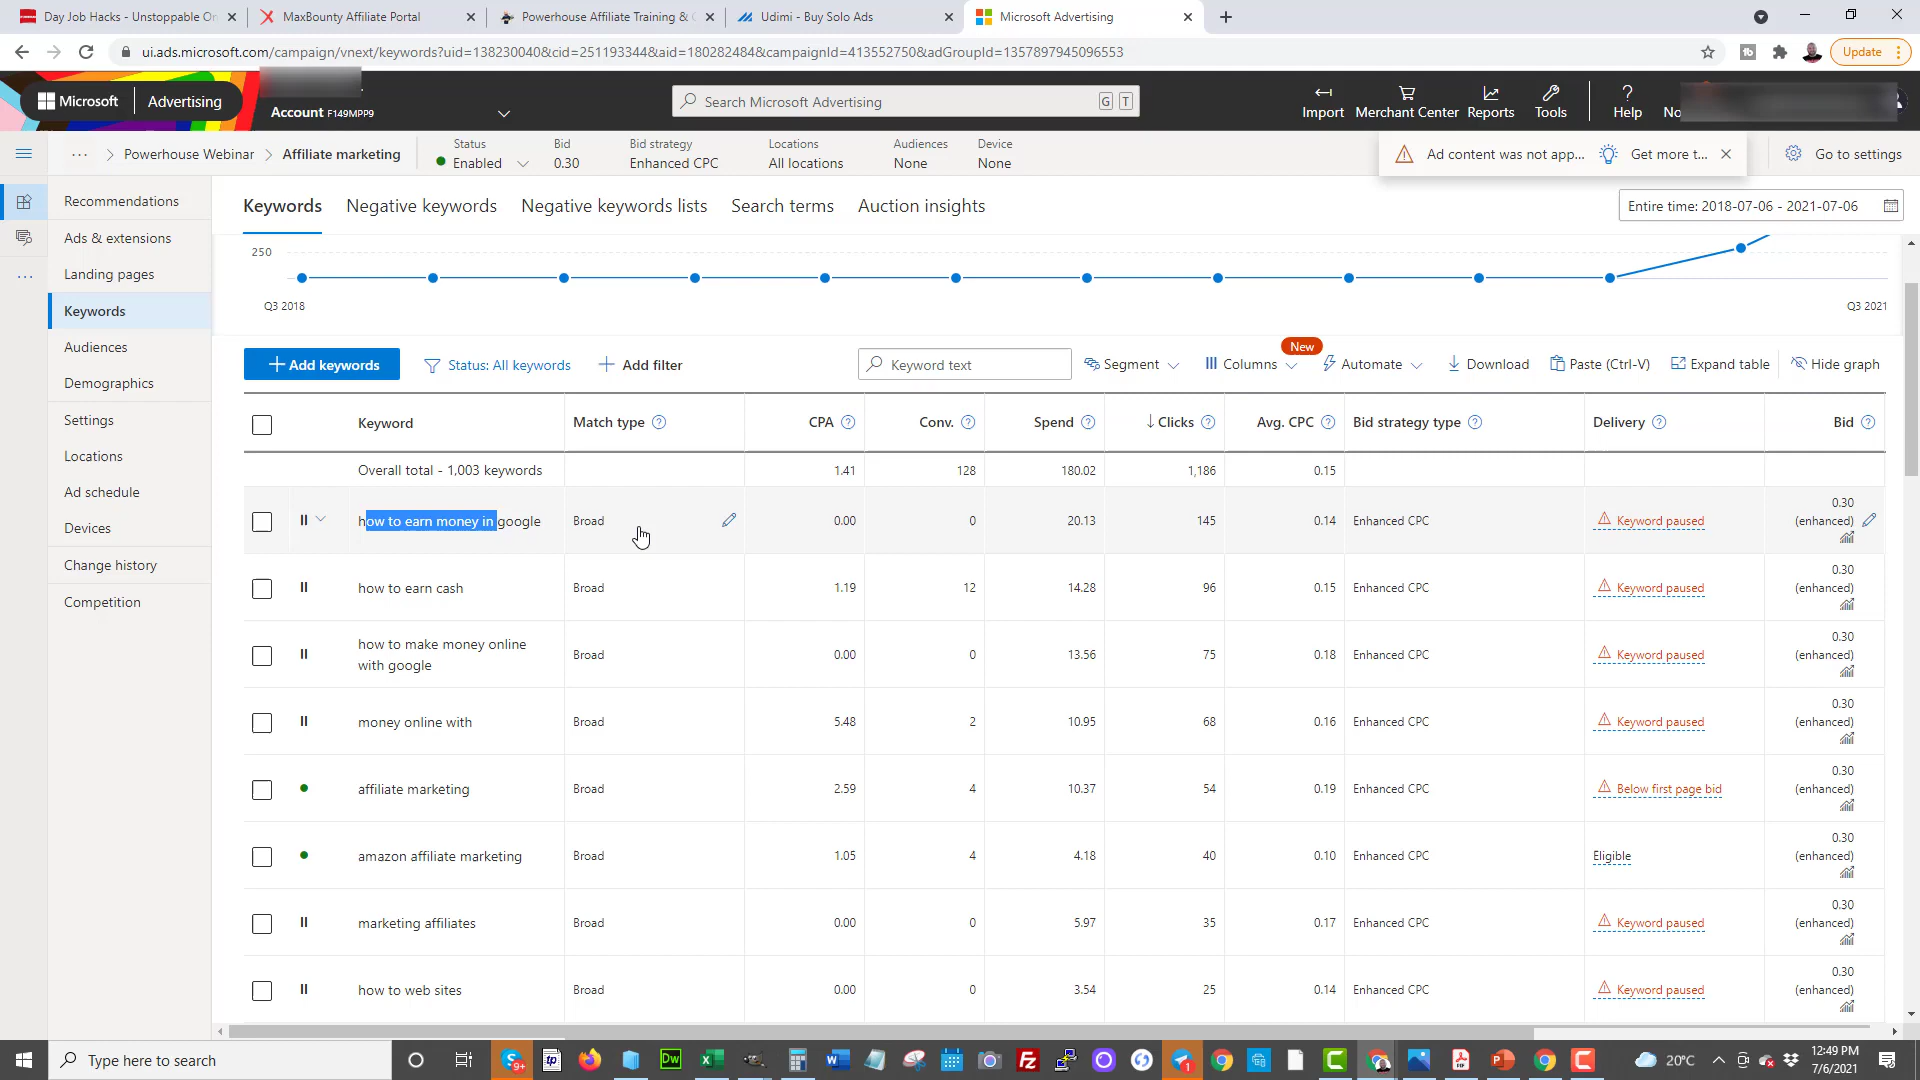 Day Job Hacks - Unstoppable On
MaxBounty Affiliate Portal
Powerhouse Affiliate Training & C
Udimi - Buy Solo Ads
Microsoft Advertising
ui.ads.microsoft.com/campaign/vnext/keywords?uid=138230040&cid=251193344&aid=180282484&campaignId=413552750&adGroupId=1357897945096553
Update
Microsoft Advertising
Account F149MPP9
Search Microsoft Advertising
G T
Import
Merchant Center
Reports
Tools
Help
No
... > Powerhouse Webinar > Affiliate marketing
Status
Enabled
Bid
0.30
Bid strategy
Enhanced CPC
Locations
All locations
Audiences
None
Device
None
Ad content was not app...
Get more t...
Go to settings
Recommendations
Ads & extensions
Landing pages
Keywords
Audiences
Demographics
Settings
Locations
Ad schedule
Devices
Change history
Competition
Keywords
Negative keywords
Negative keywords lists
Search terms
Auction insights
Entire time: 2018-07-06 - 2021-07-06
250
Q3 2018
Q3 2021
Add keywords
Status: All keywords
Add filter
Keyword text
Segment
Columns
New
Automate
Download
Paste (Ctrl-V)
Expand table
Hide graph
Keyword Match type CPA Conv. Spend Clicks Avg. CPC Bid strategy type Delivery Bid
Overall total - 1,003 keywords 1.41 128 180.02 1,186 0.15
how to earn money in google Broad 0.00 0 20.13 145 0.14 Enhanced CPC Keyword paused 0.30
(enhanced)
how to earn cash Broad 1.19 12 14.28 96 0.15 Enhanced CPC Keyword paused 0.30
(enhanced)
how to make money online
with google Broad 0.00 0 13.56 75 0.18 Enhanced CPC Keyword paused 0.30
(enhanced)
money online with Broad 5.48 2 10.95 68 0.16 Enhanced CPC Keyword paused 0.30
(enhanced)
affiliate marketing Broad 2.59 4 10.37 54 0.19 Enhanced CPC Below first page bid 0.30
(enhanced)
amazon affiliate marketing Broad 1.05 4 4.18 40 0.10 Enhanced CPC Eligible 0.30
(enhanced)
marketing affiliates Broad 0.00 0 5.97 35 0.17 Enhanced CPC Keyword paused 0.30
(enhanced)
how to web sites Broad 0.00 0 3.54 25 0.14 Enhanced CPC Keyword paused 0.30
(enhanced)
Type here to search
20°C
12:49 PM
7/6/2021